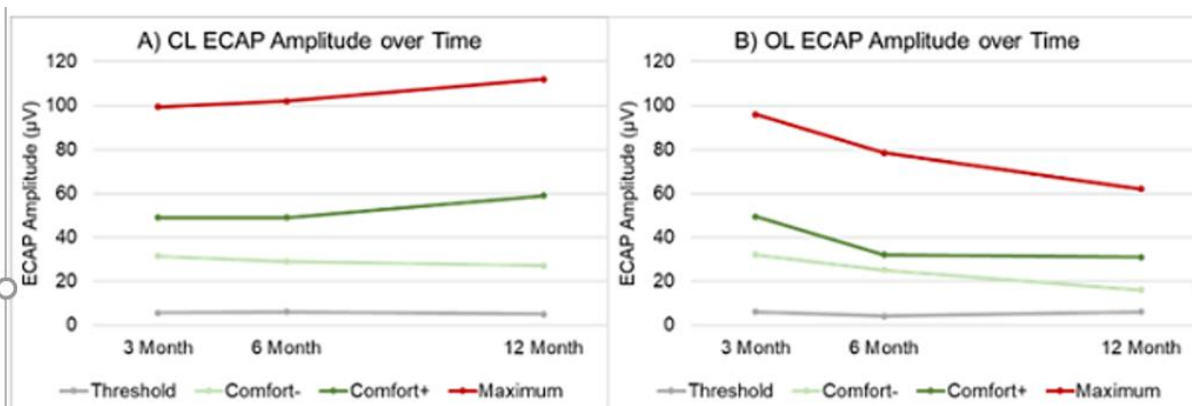 A) CL ECAP Amplitude over Time
ECAP Amplitude (µV)
120
100
80
60
40
20
0
3 Month 6 Month 12 Month
Threshold Comfort- Comfort+ Maximum
B) OL ECAP Amplitude over Time
ECAP Amplitude (µV)
120
100
80
60
40
20
0
3 Month 6 Month 12 Month
Threshold Comfort- Comfort+ Maximum